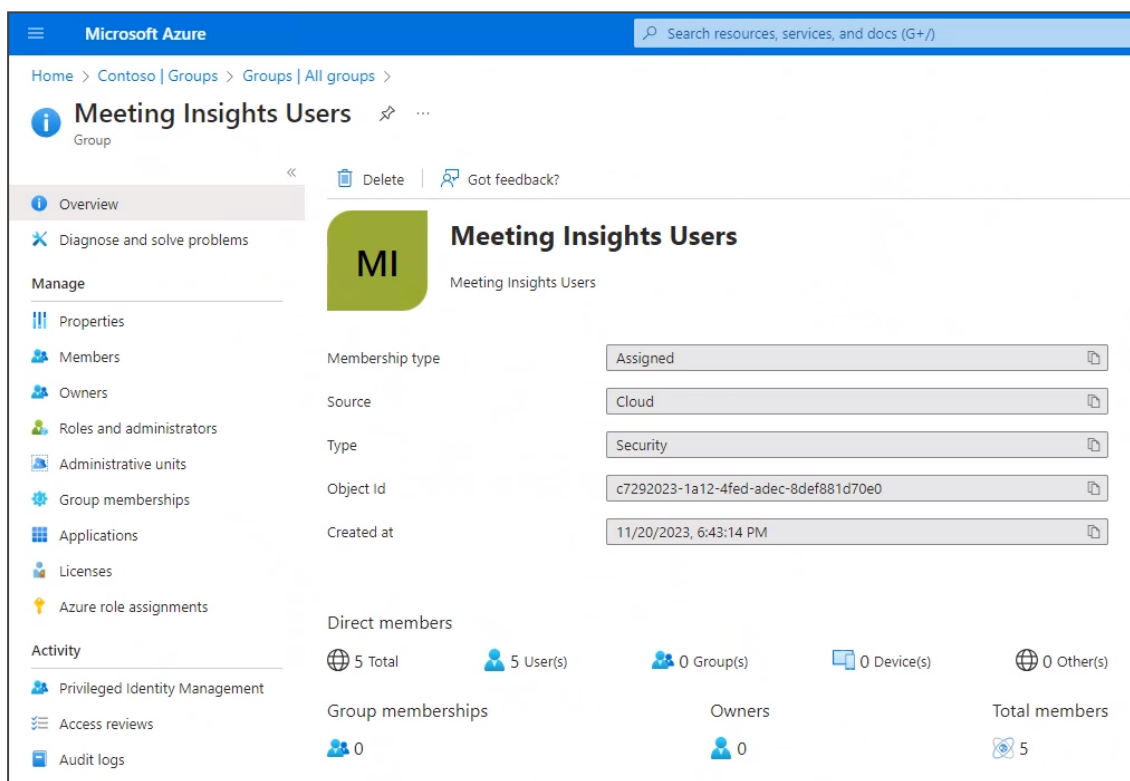 Microsoft Azure
Search resources, services, and docs (G+/)
Home > Contoso | Groups > Groups | All groups >
Meeting Insights Users ...
Group
«
Delete
Got feedback?
Overview
Diagnose and solve problems
Manage
Properties
Members
Owners
Roles and administrators
Administrative units
Group memberships
Applications
Licenses
Azure role assignments
Activity
Privileged Identity Management
Access reviews
Audit logs
MI
Meeting Insights Users
Meeting Insights Users
Membership type Assigned
Source Cloud
Type Security
Object Id c7292023-1a12-4fed-adec-8def881d70e0
Created at 11/20/2023, 6:43:14 PM
Direct members
5 Total 5 User(s) 0 Group(s) 0 Device(s) 0 Other(s)
Group memberships Owners Total members
0 0 5